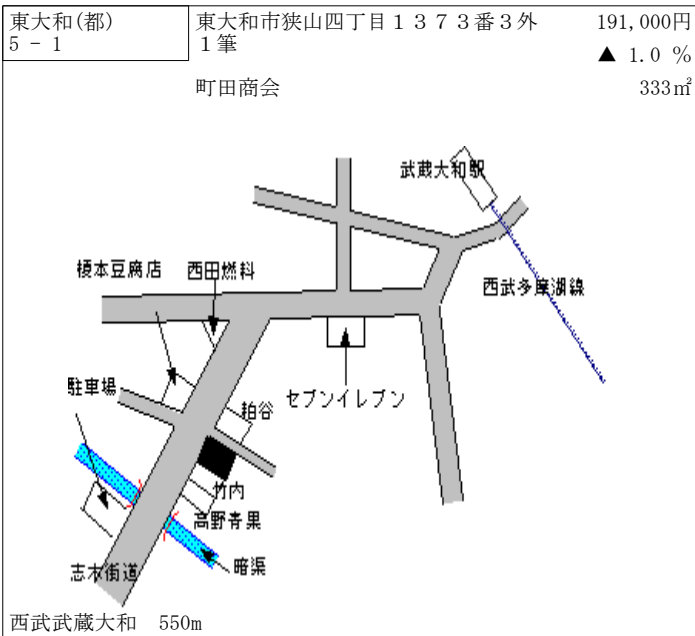 東大和(都)
5 - 1
東大和市狭山四丁目１３７３番３外
１筆
191,000円
▲ 1.0 %
町田商会
333㎡
武蔵大和駅
榎本豆腐店
西田燃料
西武多摩湖線
駐車場
セブンイレブン
粕谷
竹内
高野青果
暗渠
志木街道
西武武蔵大和 550m